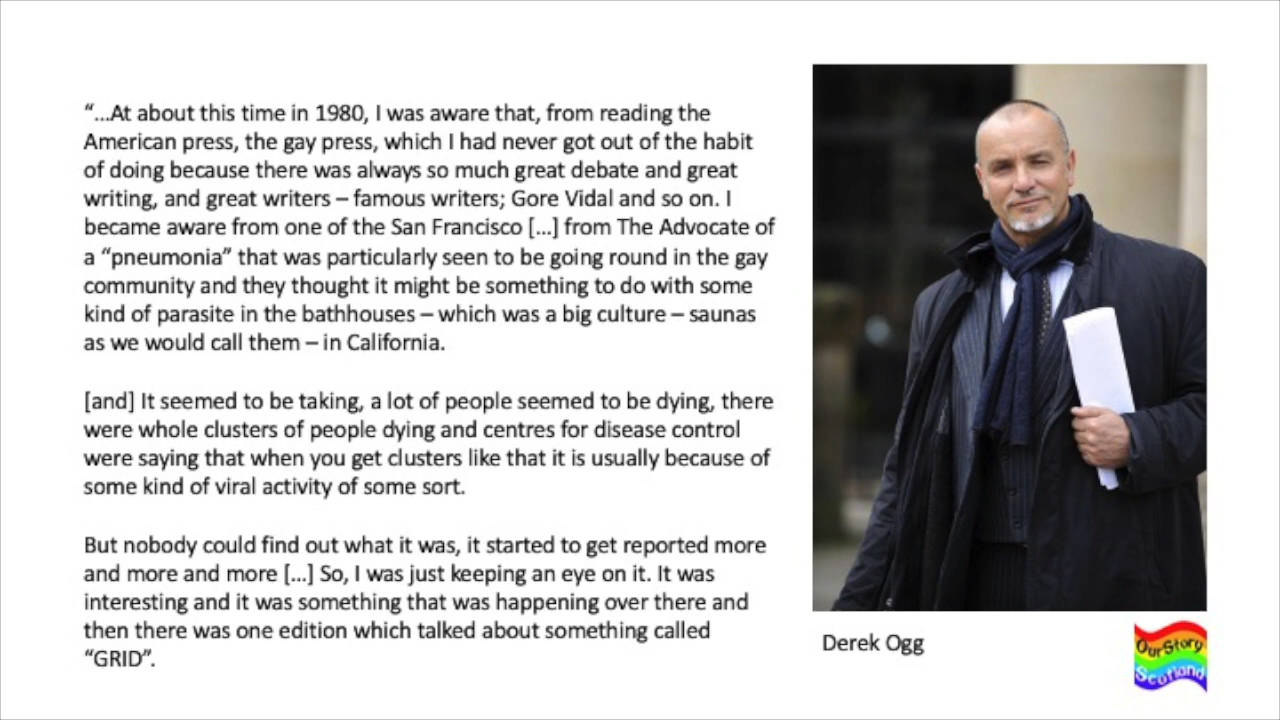 “...At about this time in 1980, I was aware that, from reading the
American press, the gay press, which I had never got out of the habit
of doing because there was always so much great debate and great
writing, and great writers – famous writers; Gore Vidal and so on. I
became aware from one of the San Francisco [...] from The Advocate of
a “pneumonia” that was particularly seen to be going round in the gay
community and they thought it might be something to do with some
kind of parasite in the bathhouses – which was a big culture – saunas
as we would call them – in California.
[and] It seemed to be taking, a lot of people seemed to be dying, there
were whole clusters of people dying and centres for disease control
were saying that when you get clusters like that it is usually because of
some kind of viral activity of some sort.
But nobody could find out what it was, it started to get reported more
and more and more [...] So, I was just keeping an eye on it. It was
interesting and it was something that was happening over there and
then there was one edition which talked about something called
“GRID”.
Derek Ogg
OurStory
Scotland